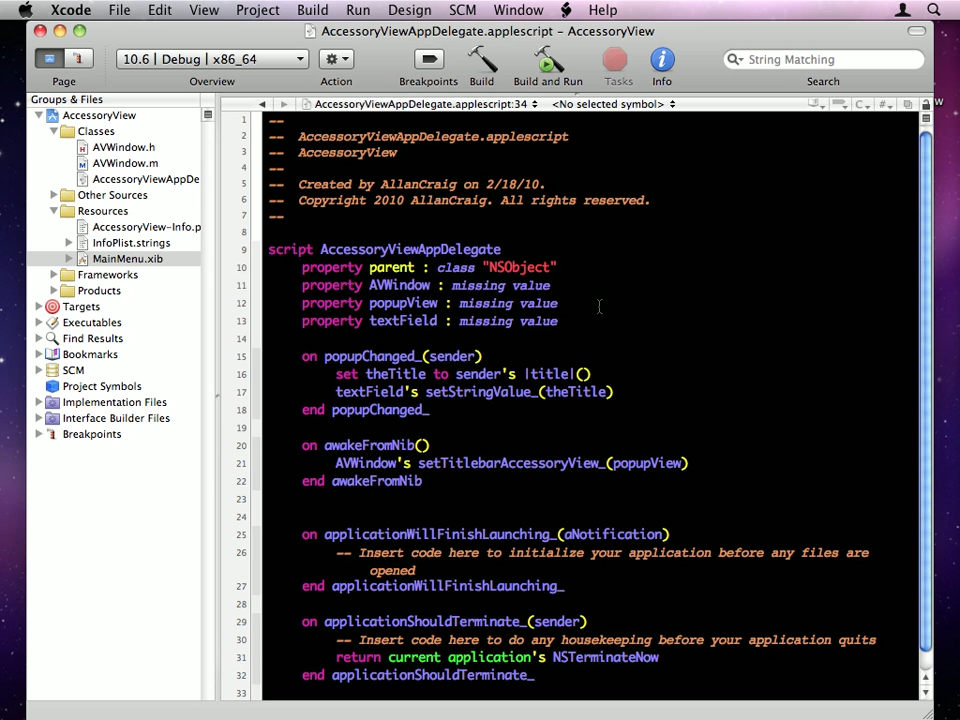 Xcode File Edit View Project Build Run Design SCM Window Help
AccessoryViewAppDelegate.applescript – AccessoryView
10.6 | Debug | x86_64
String Matching
Page Overview Action Breakpoints Build Build and Run Tasks Info Search
Groups & Files
AccessoryView
Classes
AVWindow.h
AVWindow.m
AccessoryViewAppDe
Other Sources
Resources
AccessoryView-Info.p
InfoPlist.strings
MainMenu.xib
Frameworks
Products
Targets
Executables
Find Results
Bookmarks
SCM
Project Symbols
Implementation Files
Interface Builder Files
Breakpoints
AccessoryViewAppDelegate.applescript:34 <No selected symbol> C #
w
1 --
2 -- AccessoryViewAppDelegate.applescript
3 -- AccessoryView
4 --
5 -- Created by AllanCraig on 2/18/10.
6 -- Copyright 2010 AllanCraig. All rights reserved.
7 --
8
9 script AccessoryViewAppDelegate
10 property parent : class "NSObject"
11 property AVWindow : missing value
12 property popupView : missing value
13 property textField : missing value
14
15 on popupChanged_(sender)
16 set theTitle to sender's |title|()
17 textField's setStringValue_(theTitle)
18 end popupChanged_
19
20 on awakeFromNib()
21 AVWindow's setTitlebarAccessoryView_(popupView)
22 end awakeFromNib
23
24
25 on applicationWillFinishLaunching_(aNotification)
26 -- Insert code here to initialize your application before any files are
opened
27 end applicationWillFinishLaunching_
28
29 on applicationShouldTerminate_(sender)
30 -- Insert code here to do any housekeeping before your application quits
31 return current application's NSTerminateNow
32 end applicationShouldTerminate_
33